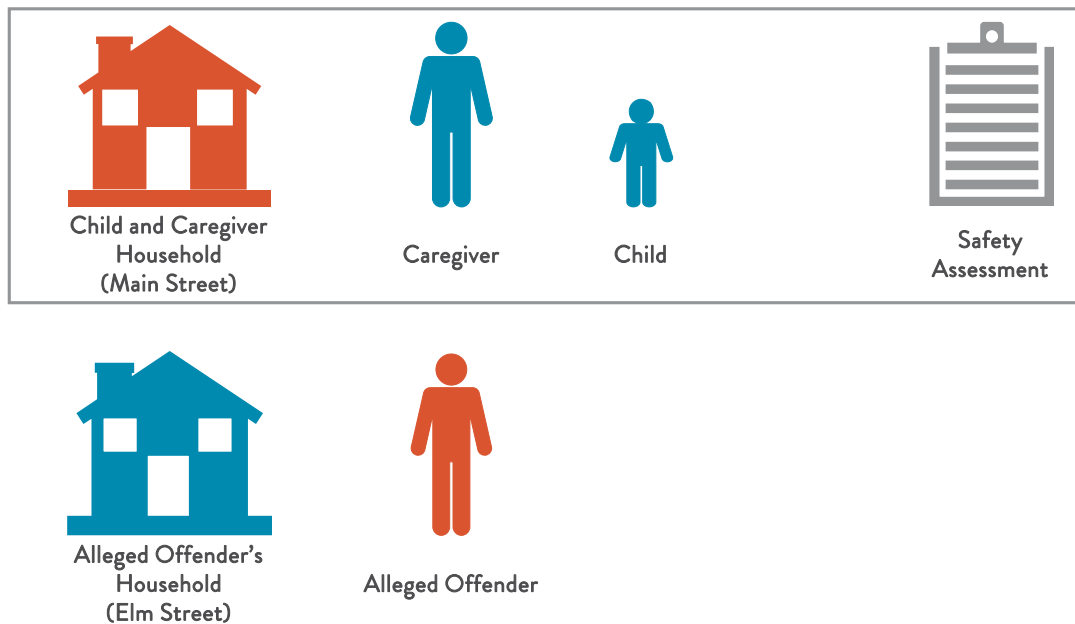 Child and Caregiver
Household
(Main Street)
Caregiver
Child
Safety
Assessment
Alleged Offender’s
Household
(Elm Street)
Alleged Offender